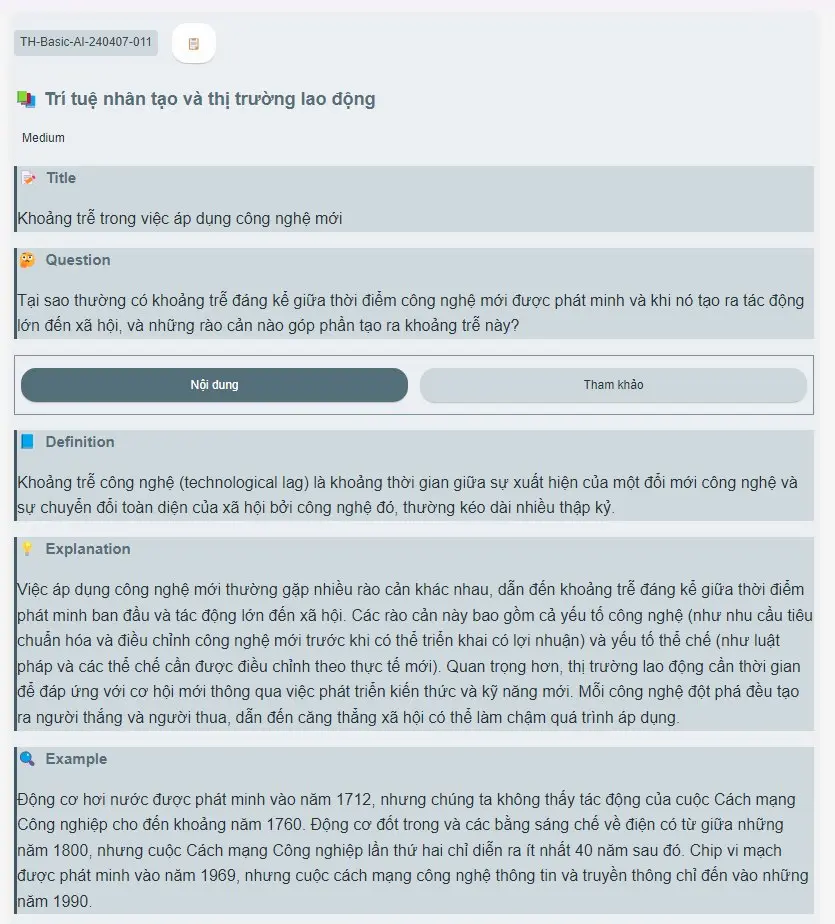 TH-Basic-AI-240407-011
Trí tuệ nhân tạo và thị trường lao động
Medium
Title
Khoảng trễ trong việc áp dụng công nghệ mới
Question
Tại sao thường có khoảng trễ đáng kể giữa thời điểm công nghệ mới được phát minh và khi nó tạo ra tác động
lớn đến xã hội, và những rào cản nào góp phần tạo ra khoảng trễ này?
Nội dung
Tham khảo
Definition
Khoảng trễ công nghệ (technological lag) là khoảng thời gian giữa sự xuất hiện của một đổi mới công nghệ và
sự chuyển đổi toàn diện của xã hội bởi công nghệ đó, thường kéo dài nhiều thập kỷ.
Explanation
Việc áp dụng công nghệ mới thường gặp nhiều rào cản khác nhau, dẫn đến khoảng trễ đáng kể giữa thời điểm
phát minh ban đầu và tác động lớn đến xã hội. Các rào cản này bao gồm cả yếu tố công nghệ (như nhu cầu tiêu
chuẩn hóa và điều chỉnh công nghệ mới trước khi có thể triển khai có lợi nhuận) và yếu tố thể chế (như luật
pháp và các thể chế cần được điều chỉnh theo thực tế mới). Quan trọng hơn, thị trường lao động cần thời gian
để đáp ứng với cơ hội mới thông qua việc phát triển kiến thức và kỹ năng mới. Mỗi công nghệ đột phá đều tạo
ra người thắng và người thua, dẫn đến căng thẳng xã hội có thể làm chậm quá trình áp dụng.
Example
Động cơ hơi nước được phát minh vào năm 1712, nhưng chúng ta không thấy tác động của cuộc Cách mạng
Công nghiệp cho đến khoảng năm 1760. Động cơ đốt trong và các bằng sáng chế về điện có từ giữa những
năm 1800, nhưng cuộc Cách mạng Công nghiệp lần thứ hai chỉ diễn ra ít nhất 40 năm sau đó. Chip vi mạch
được phát minh vào năm 1969, nhưng cuộc cách mạng công nghệ thông tin và truyền thông chỉ đến vào những
năm 1990.